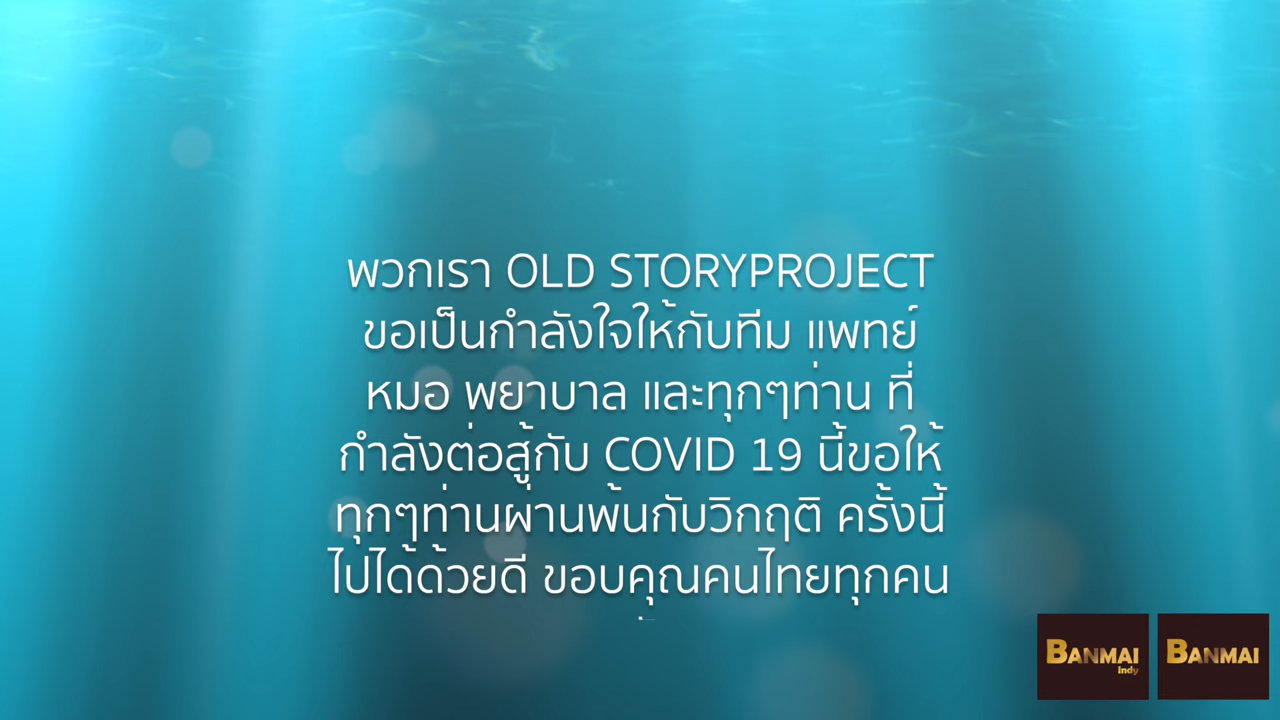 พวกเรา OLD STORYPROJECT
ขอเป็นกำลังใจให้กับทีม แพทย์
หมอ พยาบาล และทุกๆท่าน ที่
กำลังต่อสู้กับ COVID 19 นี้ขอให้
ทุกๆท่านผ่านพ้นกับวิกฤติ ครั้งนี้
ไปได้ด้วยดี ขอบคุณคนไทยทุกคน
BANMAI
Indy
BANMAI